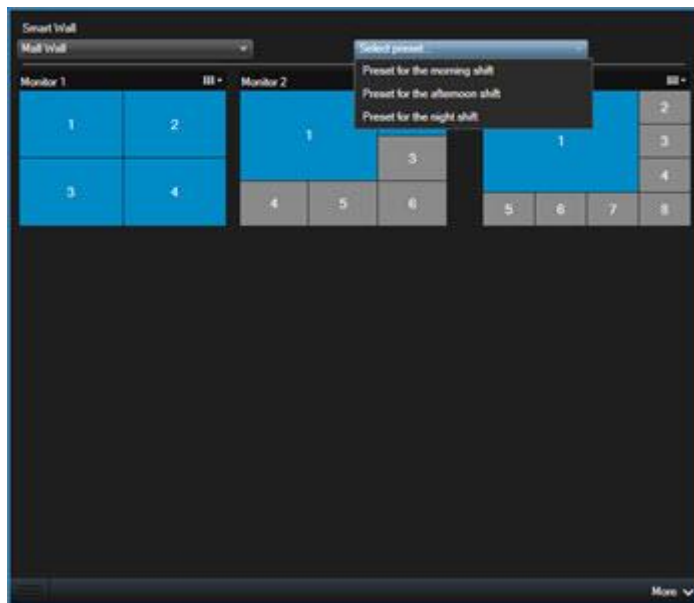 Smart Wall
Mall Wall
Select preset...
Preset for the morning shift
Preset for the afternoon shift
Preset for the night shift
Monitor 1
Monitor 2
1 2
3 4
1
3
4 5 6
1
2
3
4
5 6 7 8
More